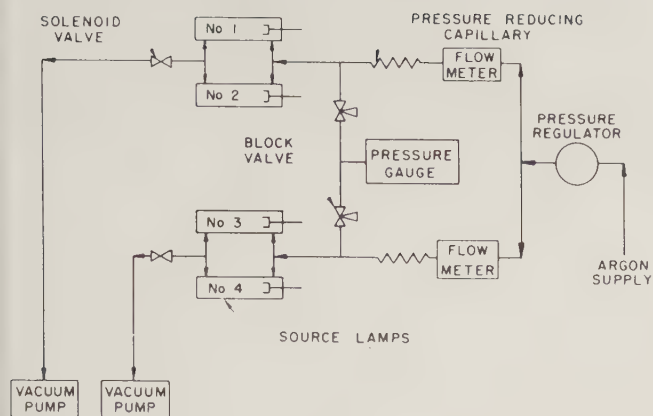 SOLENOID
VALVE
No 1
No 2
PRESSURE REDUCING
CAPILLARY
FLOW
METER
PRESSURE
REGULATOR
BLOCK
VALVE
PRESSURE
GAUGE
No 3
No 4
FLOW
METER
ARGON
SUPPLY
SOURCE LAMPS
VACUUM
PUMP
VACUUM
PUMP